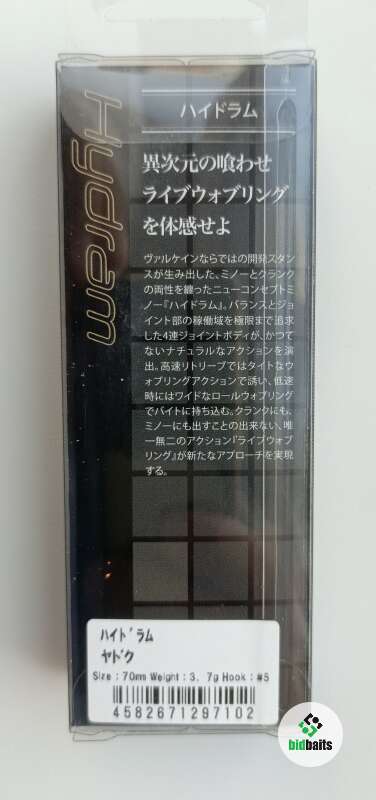 Hydram
ハイドラム
異次元の喰わせ
ライブウォブリング
を体感せよ
ヴァルケインならではの開発スタン
スが生み出した、ミノーとクランク
の両性を纏ったニューコンセプトミ
ノー『ハイドラム』。バランスとジョ
イント部の稼働域を極限まで追求
した4連ジョイントボディが、かつて
ないナチュラルなアクションを演
出。高速リトリーブではタイトなウ
ォブリングアクションで誘い、低速
時にはワイドなロールウォブリング
でバイトに持ち込む。クランクにも、
ミノーにも出すことの出来ない、唯
一無二のアクション『ライブウォブ
リング』が新たなアプローチを実現
する。
ハイドラム
ヤドク
Size : 70mm Weight : 3. 7g Hook : #5
4582671297102
bidbaits